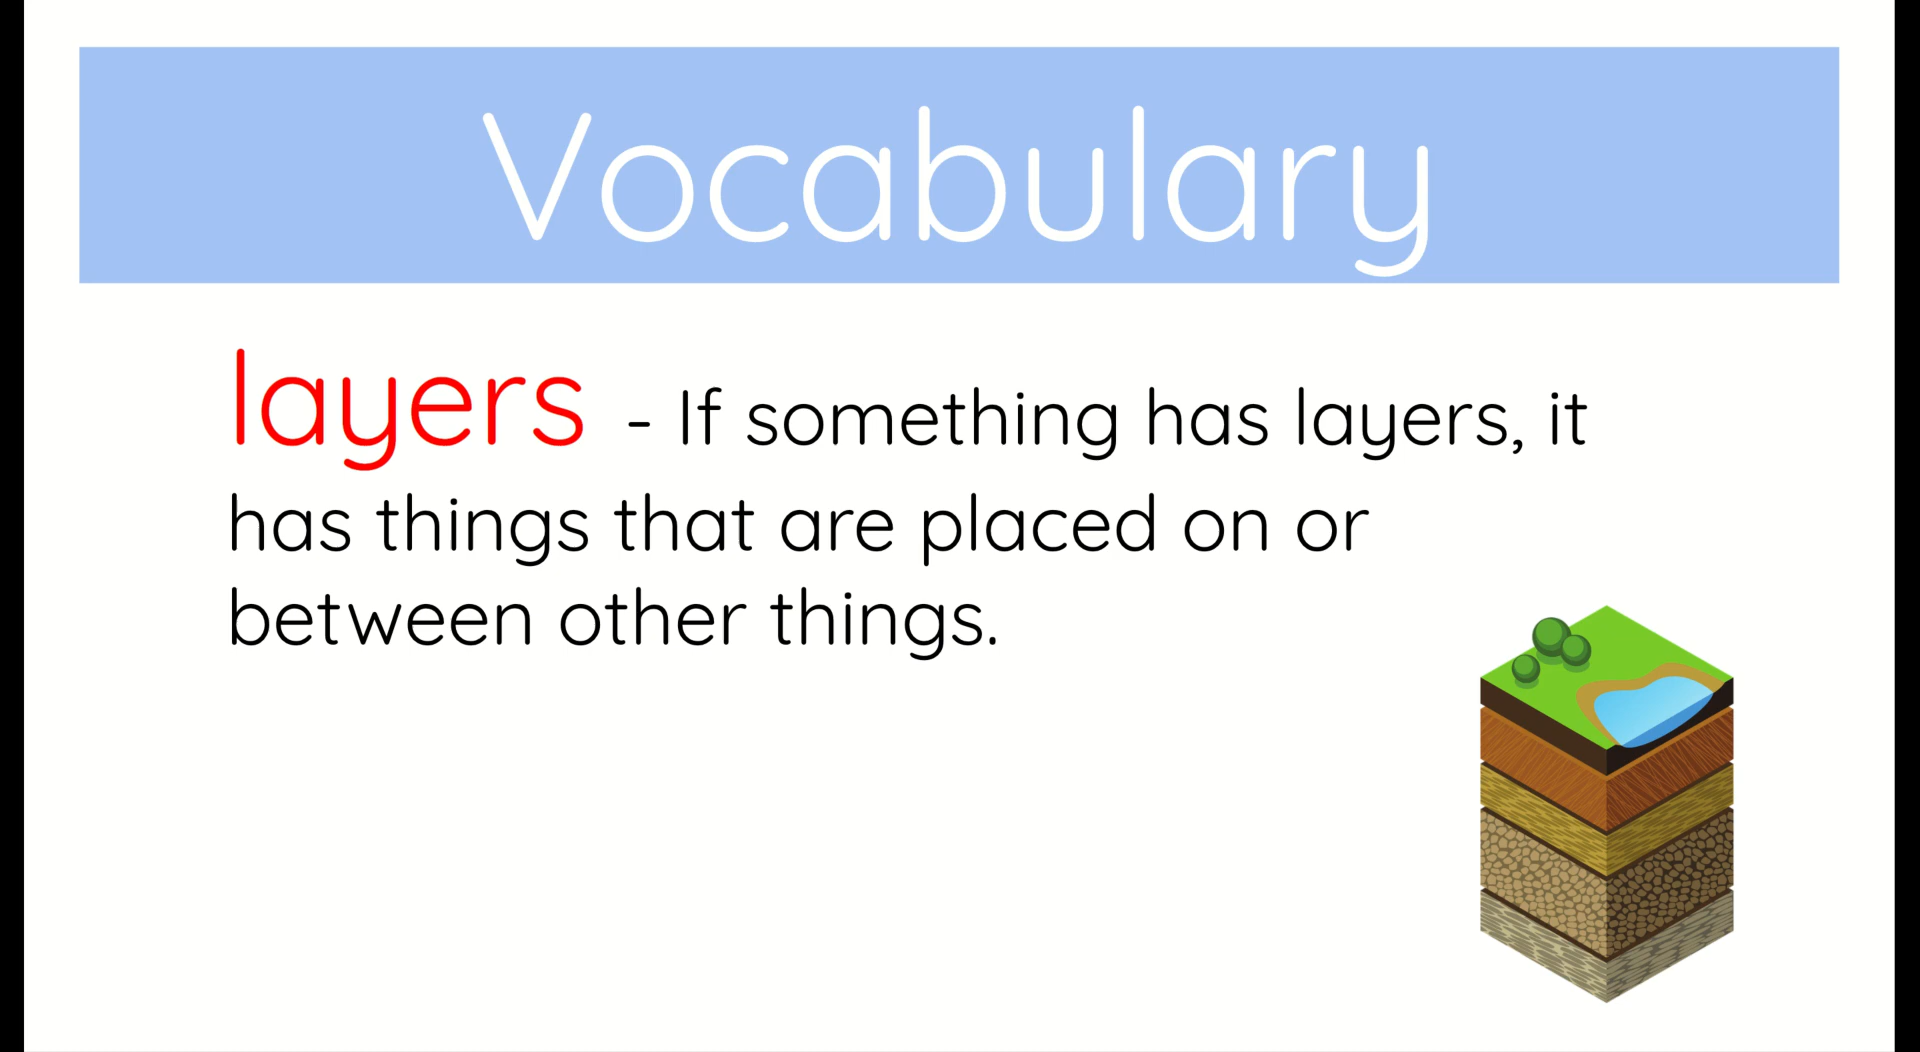 Vocabulary
layers - If something has layers, it
has things that are placed on or
between other things.